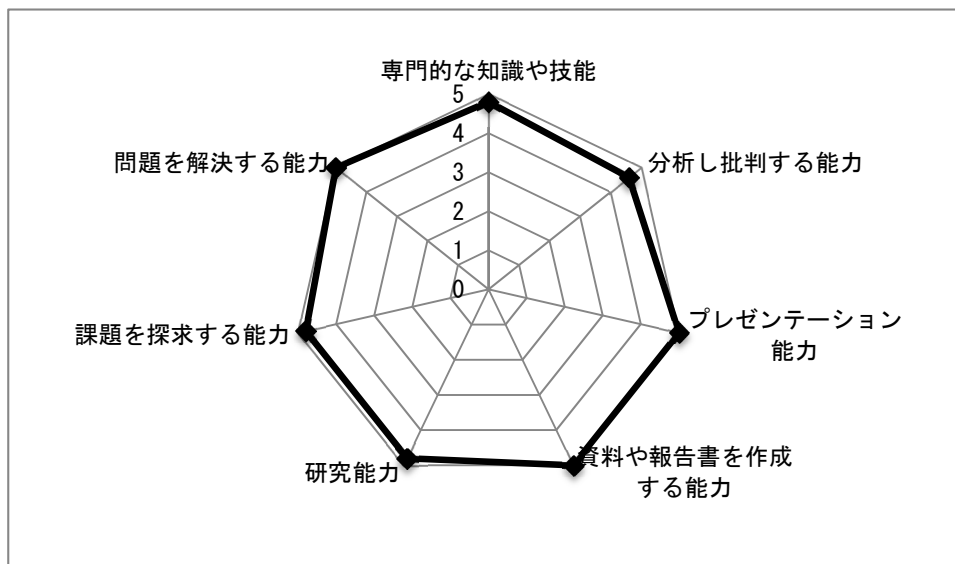 専門的な知識や技能
5
4
3
2
1
0
問題を解決する能力
分析し批判する能力
課題を探求する能力
プレゼンテーション
能力
研究能力
資料や報告書を作成
する能力